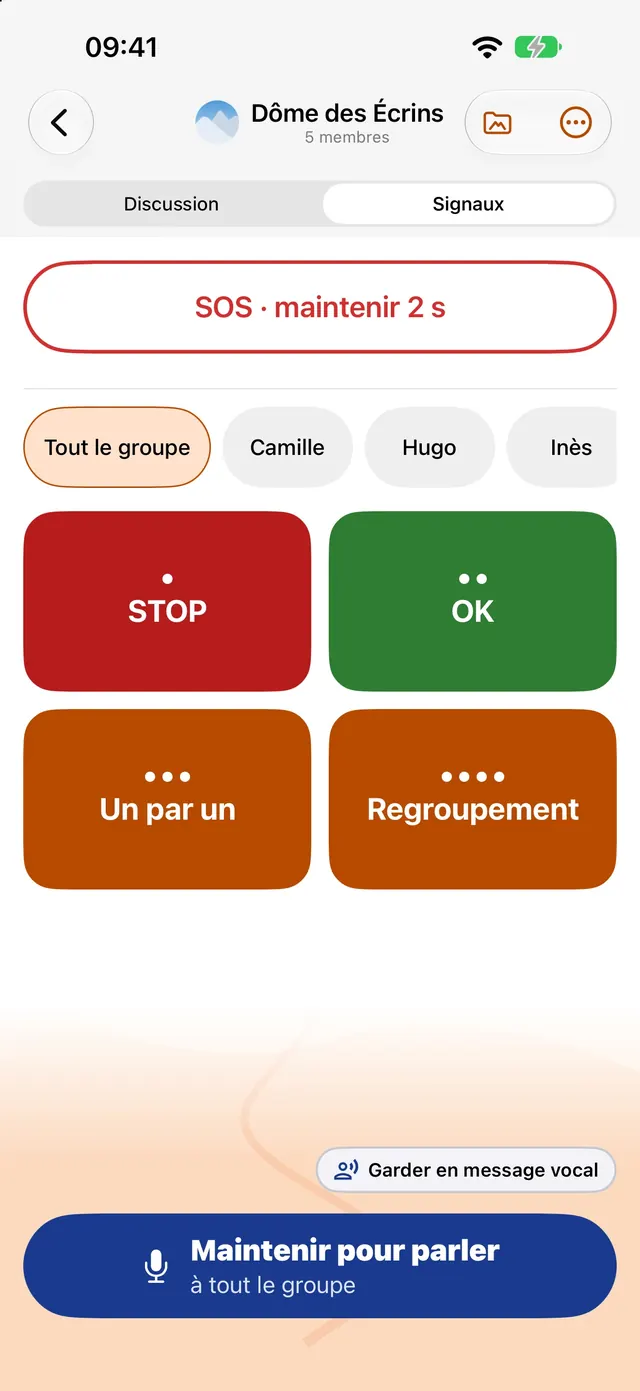 09:41
Dôme des Écrins
5 membres
Discussion
Signaux
SOS · maintenir 2 s
Tout le groupe
Camille
Hugo
Inès
STOP
OK
Un par un
Regroupement
Garder en message vocal
Maintenir pour parler
à tout le groupe